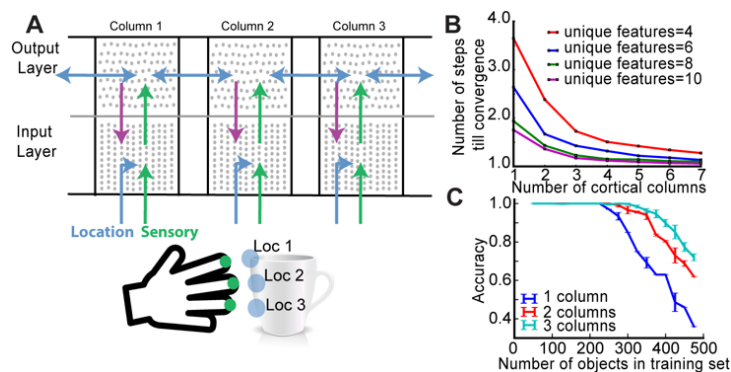 A
Column 1
Column 2
Column 3
Output
Layer
Input
Layer
Location Sensory
Loc 1
Loc 2
Loc 3
B
Number of steps
till convergence
4.0
3.0
2.0
1.0
unique features=4
unique features=6
unique features=8
unique features=10
1 2 3 4 5 6 7
Number of cortical columns
C
Accuracy
1.0
0.8
0.6
0.4
1 column
2 columns
3 columns
0 100 200 300 400 500
Number of objects in training set